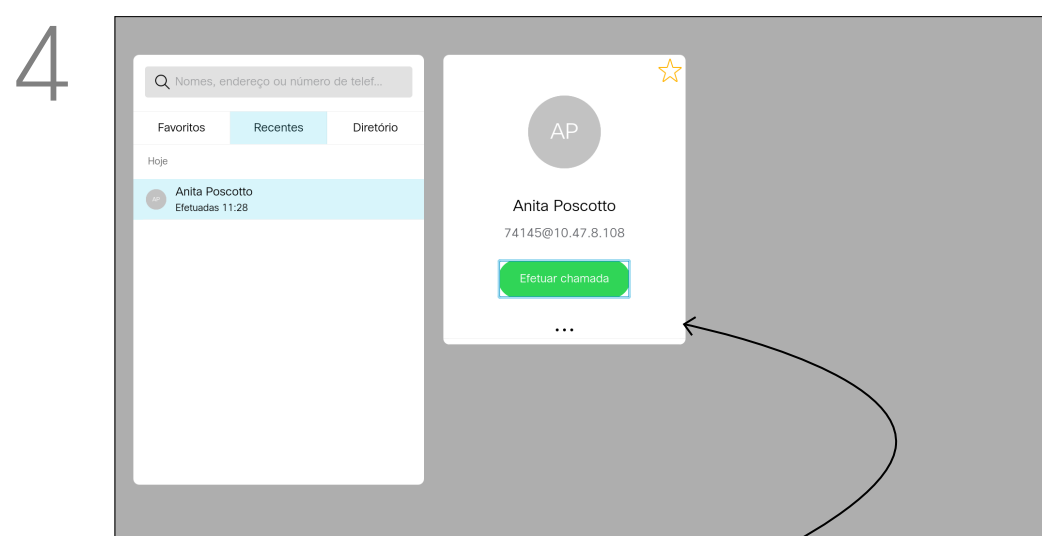 4
Nomes, endereço ou número de telef...
Favoritos Recentes Diretório
Hoje
AP
Anita Poscotto
Efetuadas 11:28
AP
Anita Poscotto
74145@10.47.8.108
Efetuar chamada